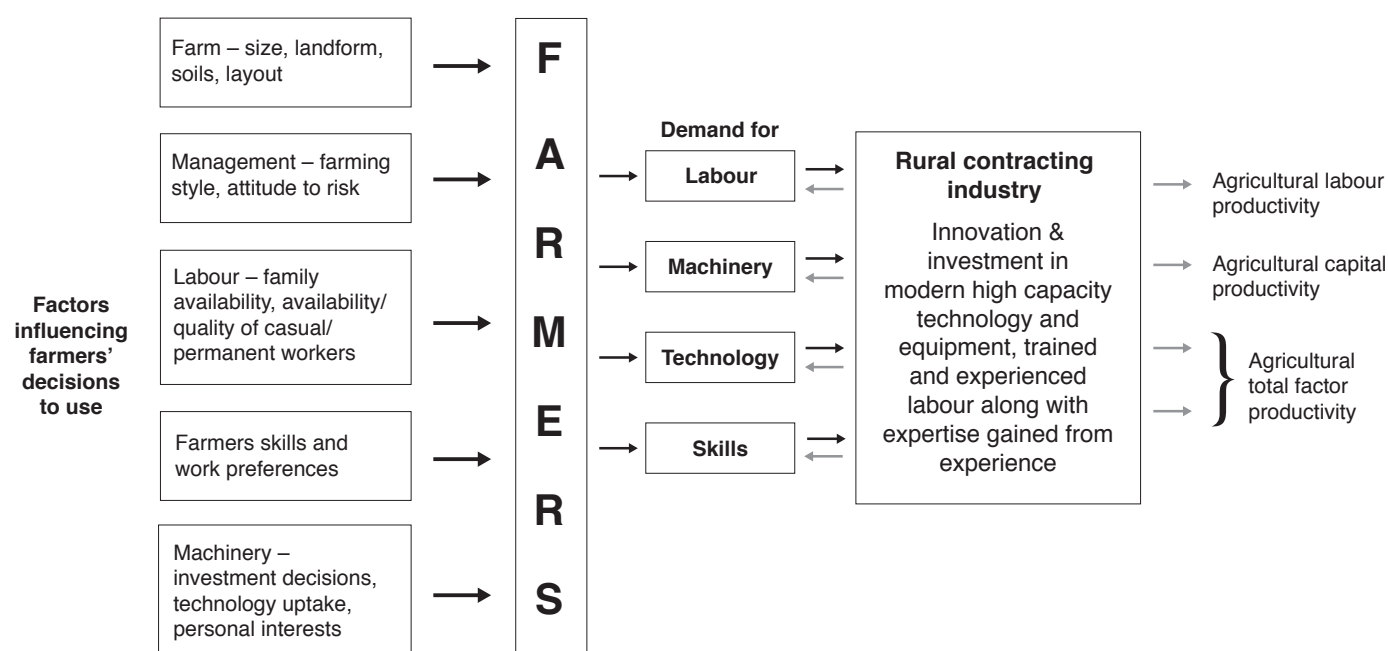 Factors
influencing
farmers’
decisions
to use
Farm – size, landform,
soils, layout
Management – farming
style, attitude to risk
Labour – family
availability, availability/
quality of casual/
permanent workers
Farmers skills and
work preferences
Machinery –
investment decisions,
technology uptake,
personal interests
F
A
R
M
E
R
S
Demand for
Labour
Machinery
Technology
Skills
Rural contracting
industry
Innovation &
investment in
modern high capacity
technology and
equipment, trained
and experienced
labour along with
expertise gained from
experience
Agricultural labour
productivity
Agricultural capital
productivity
Agricultural
total factor
productivity